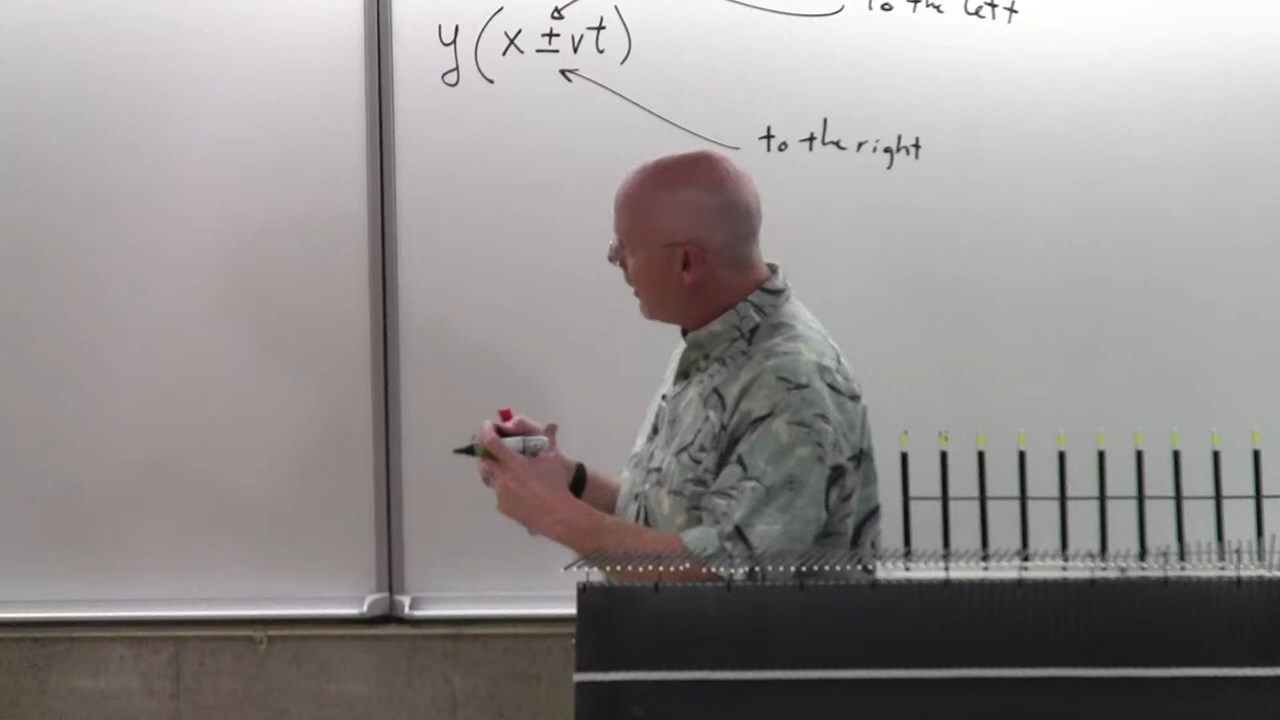 to the left
y(x ± vt)
to the right